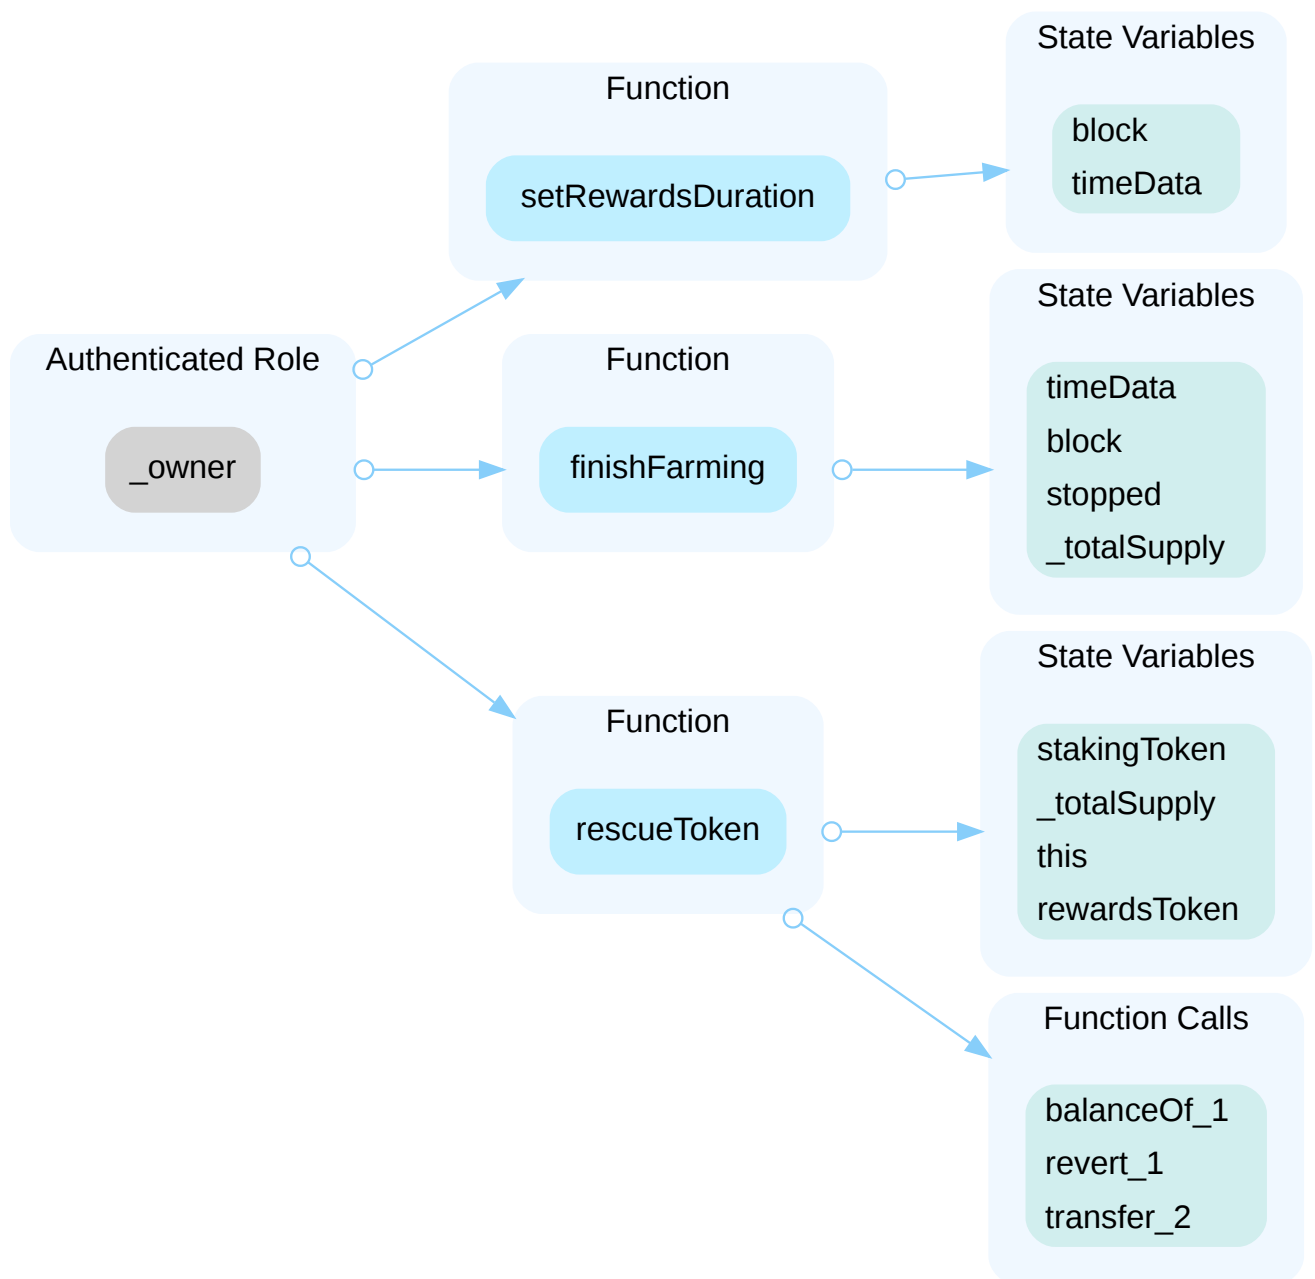 Authenticated Role
_owner
Function
setRewardsDuration
State Variables
block
timeData
Function
finishFarming
State Variables
timeData
block
stopped
_totalSupply
Function
rescueToken
State Variables
stakingToken
_totalSupply
this
rewardsToken
Function Calls
balanceOf_1
revert_1
transfer_2